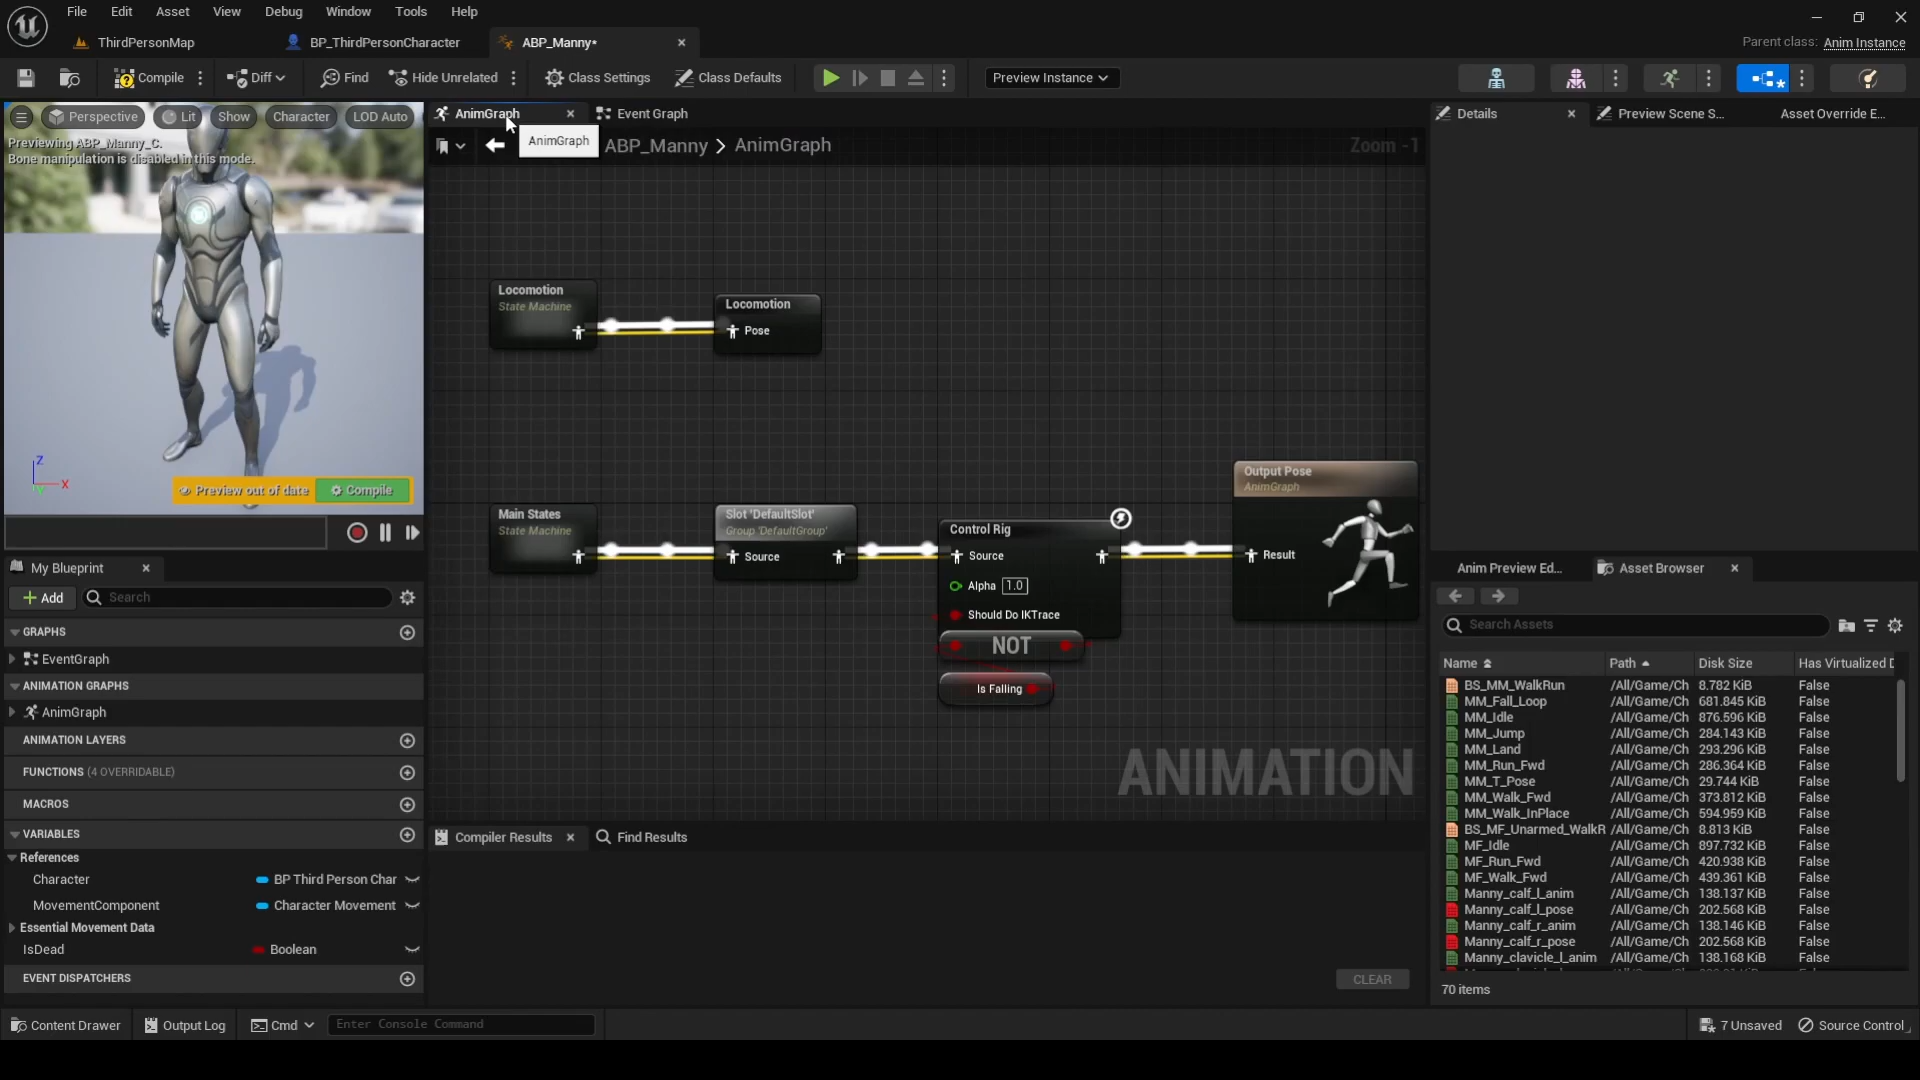 File Edit Asset View Debug Window Tools Help
ThirdPersonMap BP_ThirdPersonCharacter ABP_Manny*
Parent class: Anim Instance
Compile Diff Find Hide Unrelated Class Settings Class Defaults Preview Instance
Perspective Lit Show Character LOD Auto
Previewing ABP_Manny_C.
Bone manipulation is disabled in this mode.
Z
X
Y
Preview out of date Compile
AnimGraph Event Graph
AnimGraph
ABP_Manny > AnimGraph
Zoom -1
Locomotion
State Machine
Locomotion
Pose
Main States
State Machine
Slot 'DefaultSlot'
Group 'DefaultGroup'
Source
Control Rig
Source
Alpha 1.0
Should Do IKTrace
NOT
Is Falling
Output Pose
AnimGraph
Result
ANIMATION
My Blueprint
Add Search
GRAPHS
EventGraph
ANIMATION GRAPHS
AnimGraph
ANIMATION LAYERS
FUNCTIONS (4 OVERRIDABLE)
MACROS
VARIABLES
References
Character BP Third Person Char
MovementComponent Character Movement
Essential Movement Data
IsDead Boolean
EVENT DISPATCHERS
Compiler Results Find Results
CLEAR
Details Preview Scene S... Asset Override E...
Anim Preview Ed... Asset Browser
Search Assets
Name Path Disk Size Has Virtualized D
BS_MM_WalkRun /All/Game/Ch 8.782 KiB False
MM_Fall_Loop /All/Game/Ch 681.845 KiB False
MM_Idle /All/Game/Ch 876.596 KiB False
MM_Jump /All/Game/Ch 284.143 KiB False
MM_Land /All/Game/Ch 293.296 KiB False
MM_Run_Fwd /All/Game/Ch 286.364 KiB False
MM_T_Pose /All/Game/Ch 29.744 KiB False
MM_Walk_Fwd /All/Game/Ch 373.812 KiB False
MM_Walk_InPlace /All/Game/Ch 594.959 KiB False
BS_MF_Unarmed_WalkR /All/Game/Ch 8.813 KiB False
MF_Idle /All/Game/Ch 897.732 KiB False
MF_Run_Fwd /All/Game/Ch 420.938 KiB False
MF_Walk_Fwd /All/Game/Ch 439.361 KiB False
Manny_calf_l_anim /All/Game/Ch 138.137 KiB False
Manny_calf_l_pose /All/Game/Ch 202.568 KiB False
Manny_calf_r_anim /All/Game/Ch 138.146 KiB False
Manny_calf_r_pose /All/Game/Ch 202.568 KiB False
Manny_clavicle_l_anim /All/Game/Ch 138.168 KiB False
70 items
Content Drawer Output Log Cmd Enter Console Command
7 Unsaved Source Control